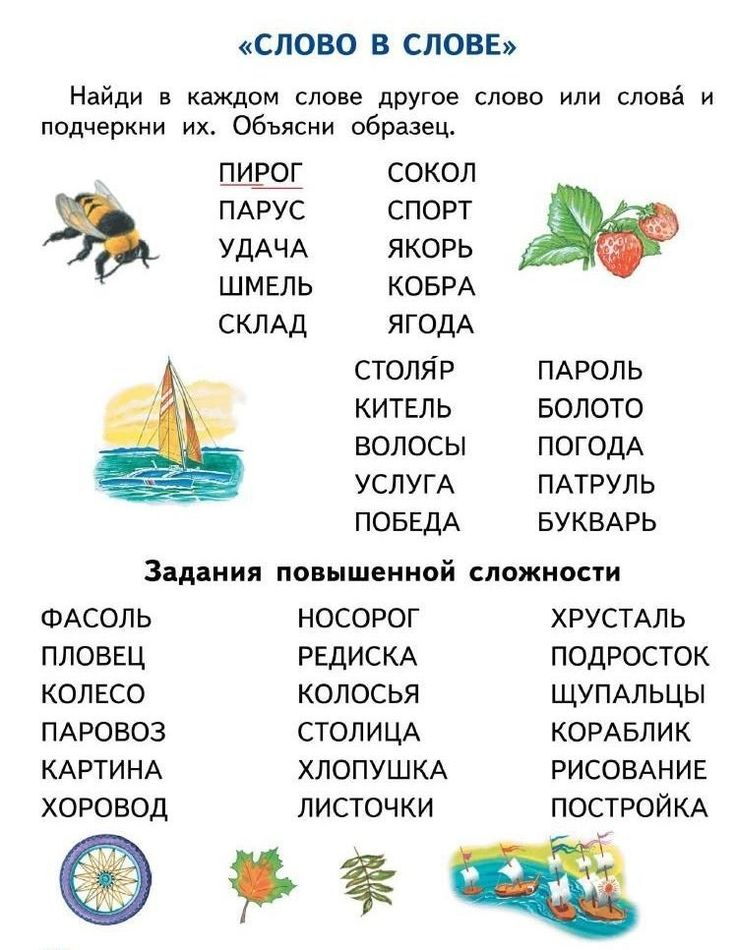 «СЛОВО В СЛОВЕ»
Найди в каждом слове другое слово или слова́ и
подчеркни их. Объясни образец.
ПИРОГ СОКОЛ
ПАРУС СПОРТ
УДАЧА ЯКОРЬ
ШМЕЛЬ КОБРА
СКЛАД ЯГОДА
СТОЛЯ́Р ПАРОЛЬ
КИТЕЛЬ БОЛОТО
ВОЛОСЫ ПОГОДА
УСЛУГА ПАТРУЛЬ
ПОБЕДА БУКВАРЬ
Задания повышенной сложности
ФАСОЛЬ НОСОРОГ ХРУСТАЛЬ
ПЛОВЕЦ РЕДИСКА ПОДРОСТОК
КОЛЕСО КОЛОСЬЯ ЩУПАЛЬЦЫ
ПАРОВОЗ СТОЛИЦА КОРАБЛИК
КАРТИНА ХЛОПУШКА РИСОВАНИЕ
ХОРОВОД ЛИСТОЧКИ ПОСТРОЙКА